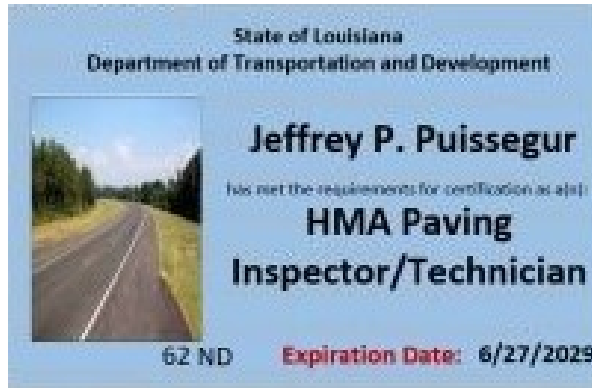 State of Louisiana
Department of Transportation and Development
Jeffrey P. Puissegur
has met the requirements for certification as a(n):
HMA Paving
Inspector/Technician
62 ND
Expiration Date: 6/27/2029